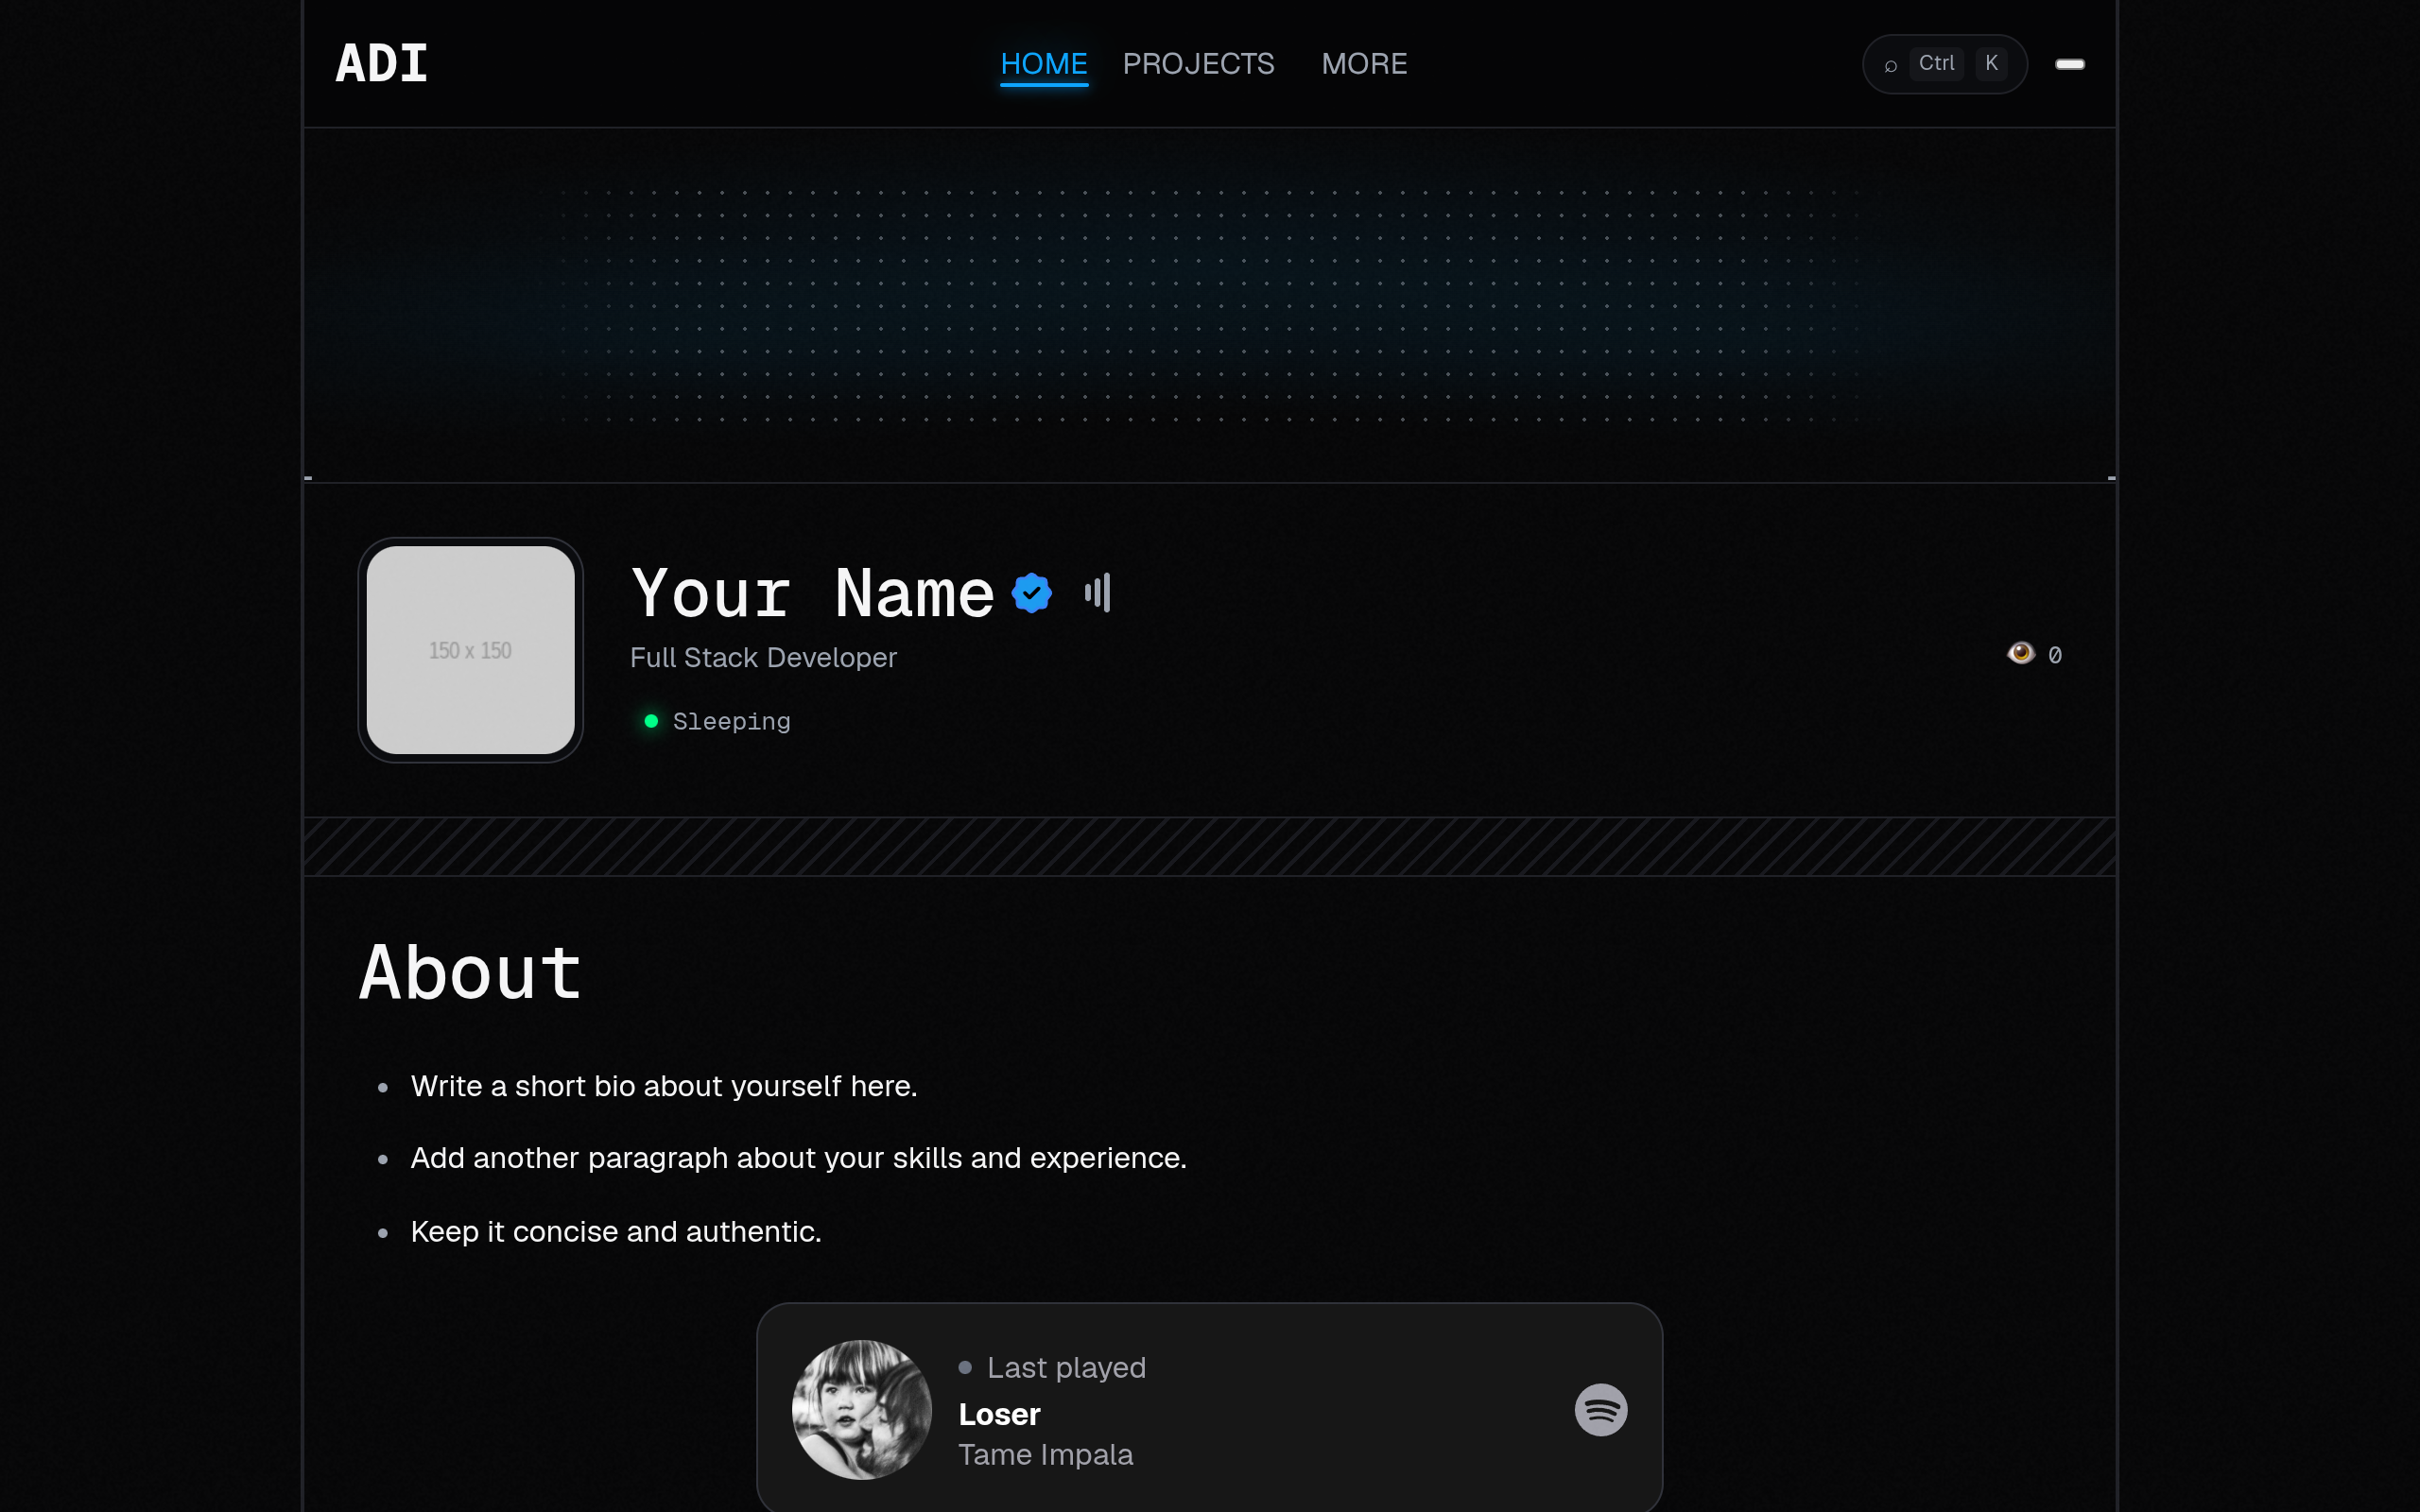 ADI
HOME PROJECTS MORE
Ctrl K
150 x 150
Your Name
Full Stack Developer
0
Sleeping
About
Write a short bio about yourself here.
Add another paragraph about your skills and experience.
Keep it concise and authentic.
Last played
Loser
Tame Impala